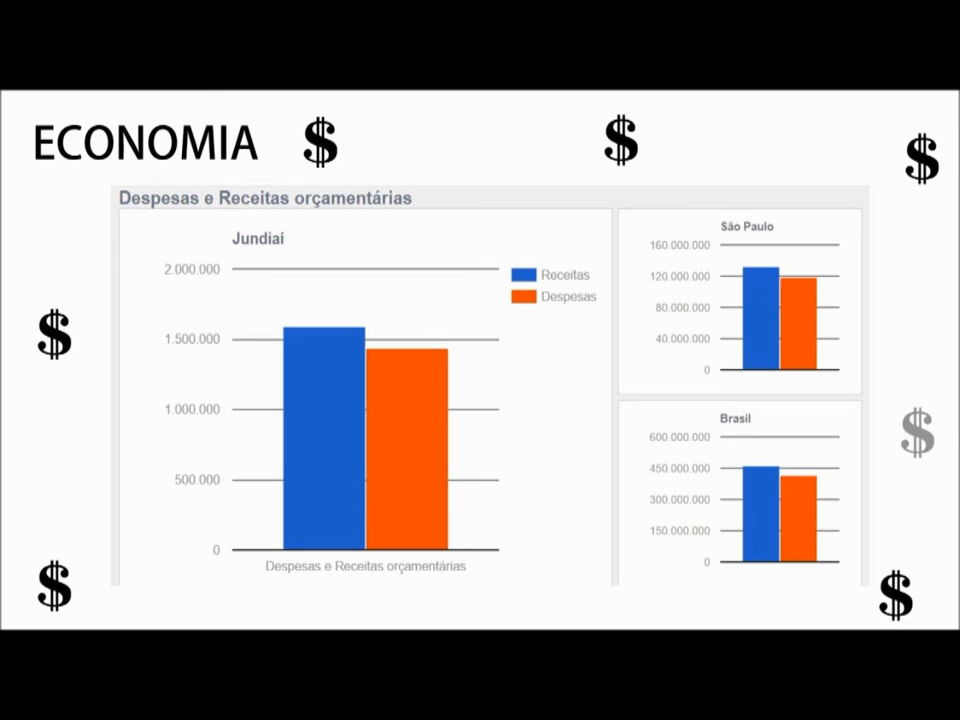 ECONOMIA $ $ $
Despesas e Receitas orçamentárias
Jundiaí
2.000.000
1.500.000
1.000.000
500.000
0
Despesas e Receitas orçamentárias
Receitas
Despesas
São Paulo
160.000.000
120.000.000
80.000.000
40.000.000
0
Brasil
600.000.000
450.000.000
300.000.000
150.000.000
0
$
$
$
$